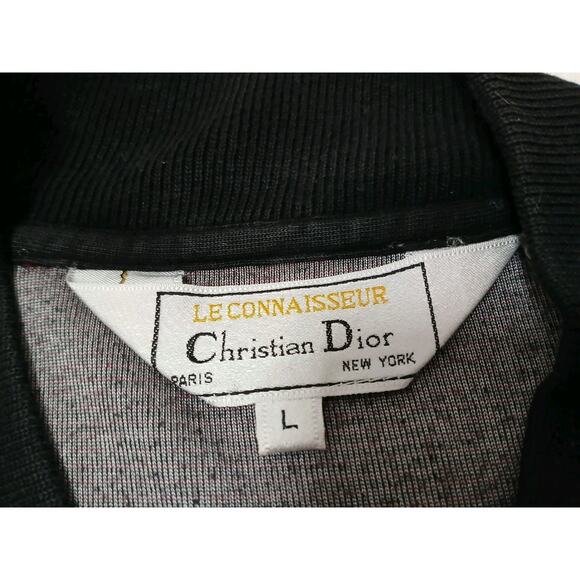 LE CONNAISSEUR
Christian Dior
PARIS NEW YORK
L